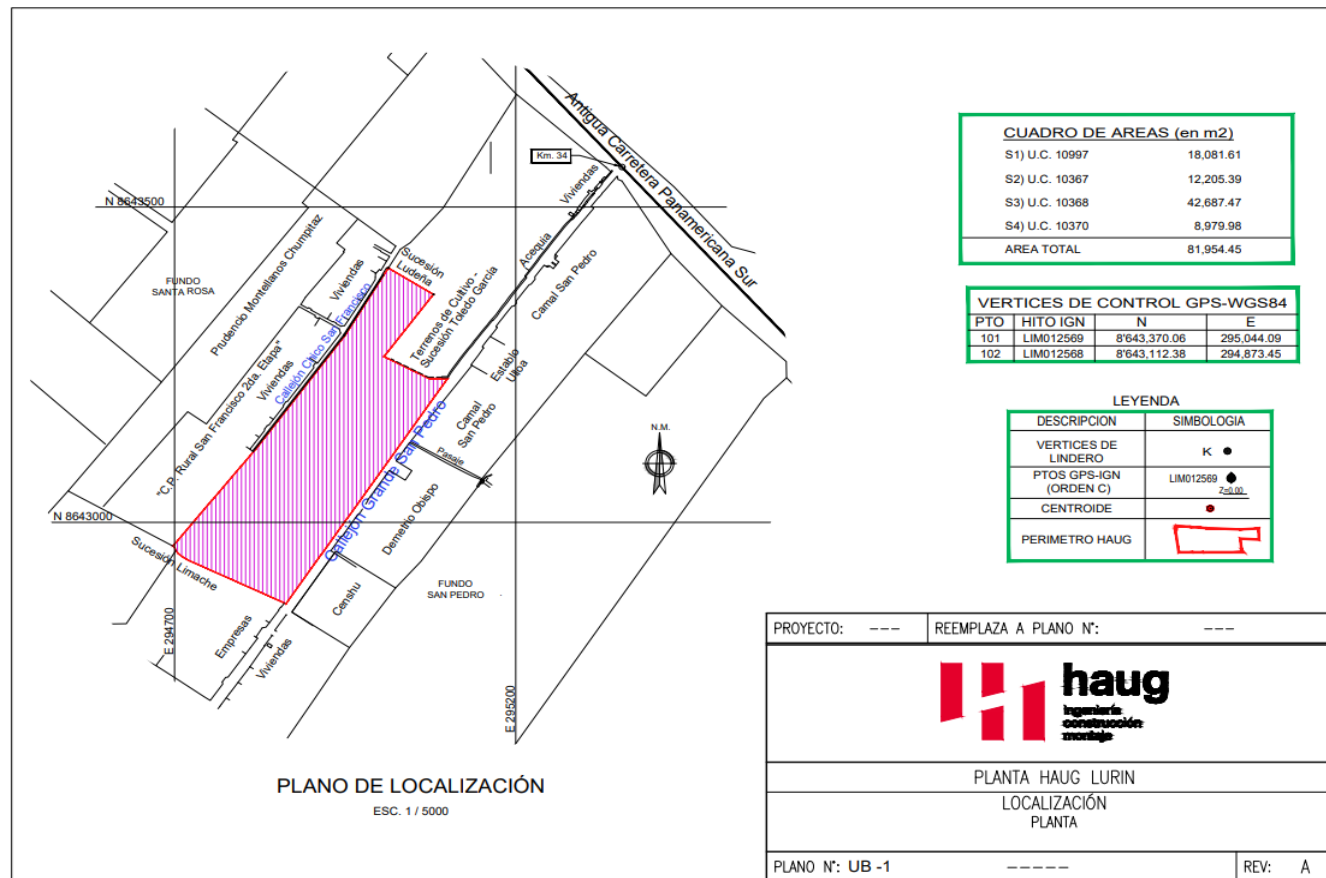 Antigua Carretera Panamericana Sur
Km. 34
Viviendas
N 8643500
Acequia
Camal San Pedro
Prudencio Montellanos Chumpitaz
FUNDO
SANTA ROSA
Viviendas
Sucesión
Ludeña
Callejón Chico San Francisco
Terrenos de Cultivo -
Sucesión Toledo García
Establo
Ulloa
"C.P. Rural San Francisco 2da. Etapa"
Viviendas
Camal
San Pedro
Callejón Grande San Pedro
Pasaje
N.M.
N 8643000
Demetrio Obispo
Sucesión Limache
FUNDO
SAN PEDRO
Censhu
E 294700
Empresas
Viviendas
E 295200
PLANO DE LOCALIZACIÓN
ESC. 1 / 5000
CUADRO DE AREAS (en m2)
S1) U.C. 10997 18,081.61
S2) U.C. 10367 12,205.39
S3) U.C. 10368 42,687.47
S4) U.C. 10370 8,979.98
AREA TOTAL 81,954.45
VERTICES DE CONTROL GPS-WGS84
PTO HITO IGN N E
101 LIM012569 8'643,370.06 295,044.09
102 LIM012568 8'643,112.38 294,873.45
LEYENDA
DESCRIPCION SIMBOLOGIA
VERTICES DE
LINDERO
K
PTOS GPS-IGN
(ORDEN C)
LIM012569
Z=0.00
CENTROIDE
PERIMETRO HAUG
PROYECTO: --- REEMPLAZA A PLANO N°: ---
haug
ingeniería
construcción
montaje
PLANTA HAUG LURIN
LOCALIZACIÓN
PLANTA
PLANO N°: UB -1 ----- REV: A